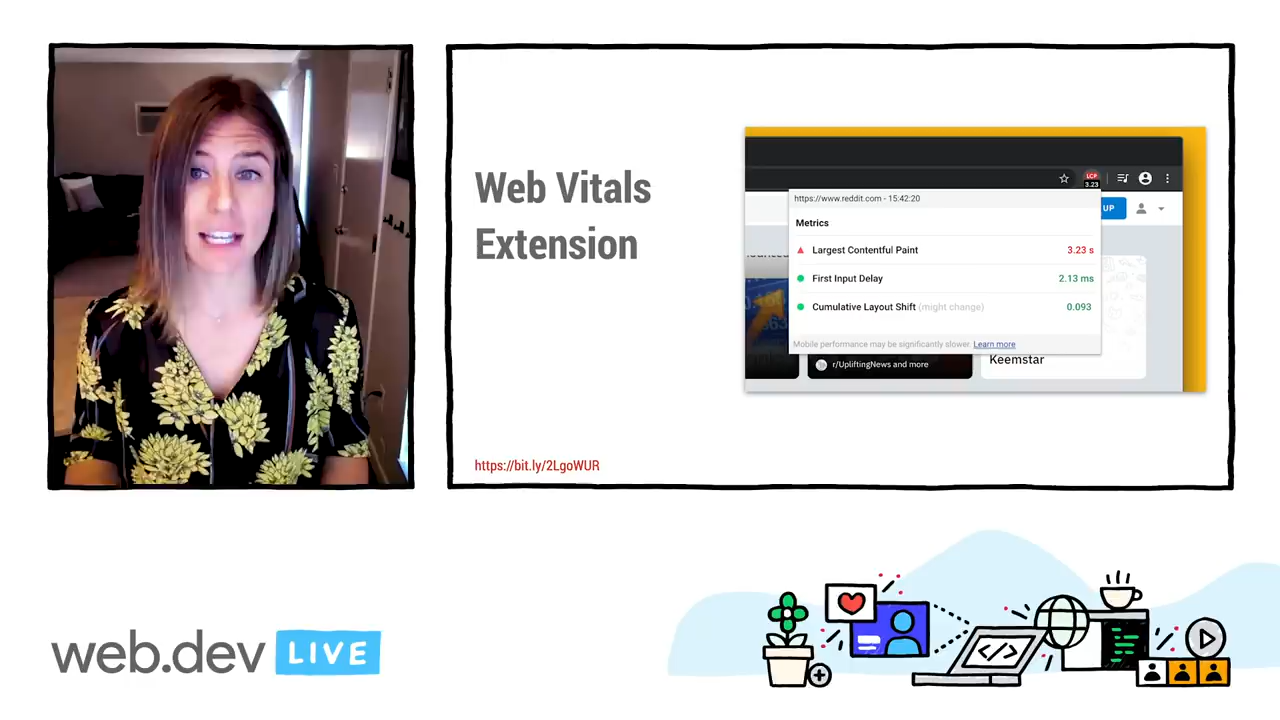 Web Vitals
Extension
https://bit.ly/2LgoWUR
LCP
3.23
https://www.reddit.com - 15:42:20
UP
Metrics
Largest Contentful Paint 3.23 s
First Input Delay 2.13 ms
Cumulative Layout Shift (might change) 0.093
Mobile performance may be significantly slower. Learn more
r/UpliftingNews and more
Keemstar
web.dev LIVE